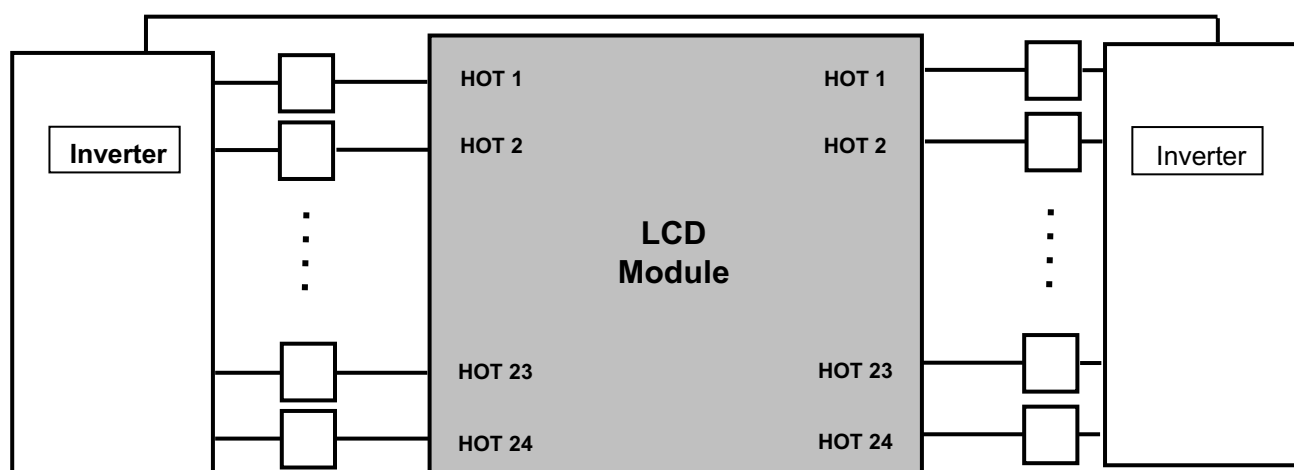 HOT 1 HOT 1
Inverter HOT 2 HOT 2 Inverter
LCD
Module
HOT 23 HOT 23
HOT 24 HOT 24